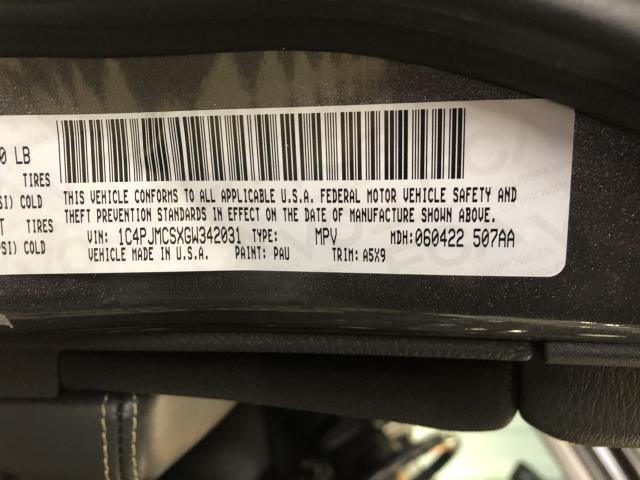 0 LB
TIRES
SI) COLD
T TIRES
PSI) COLD
THIS VEHICLE CONFORMS TO ALL APPLICABLE U.S.A. FEDERAL MOTOR VEHICLE SAFETY AND
THEFT PREVENTION STANDARDS IN EFFECT ON THE DATE OF MANUFACTURE SHOWN ABOVE.
VIN: 1C4PJMCSXGW342031 TYPE: MPV MDH: 060422 507AA
VEHICLE MADE IN U.S.A. PAINT: PAU TRIM: A5X9